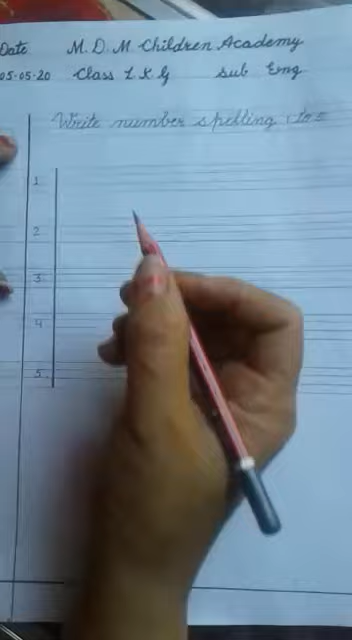 Date M. D. M. Children Academy
05-05-20 Class L K G Sub Eng
Write number spelling 1 to 5
1.
2.
3.
4.
5.